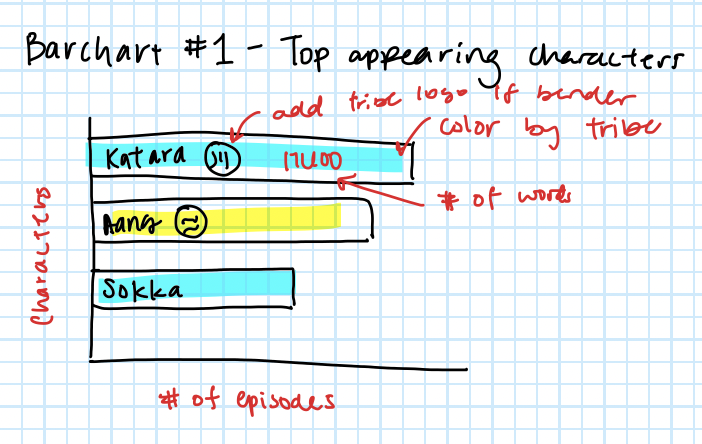 Barchart #1 - Top appearing characters
add tribe logo if bender
color by tribe
Katara
17400
# of words
Aang
Sokka
Characters
# of episodes